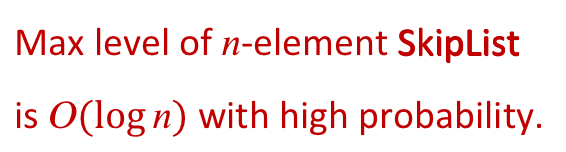 Max level of n-element SkipList
is O(log n) with high probability.